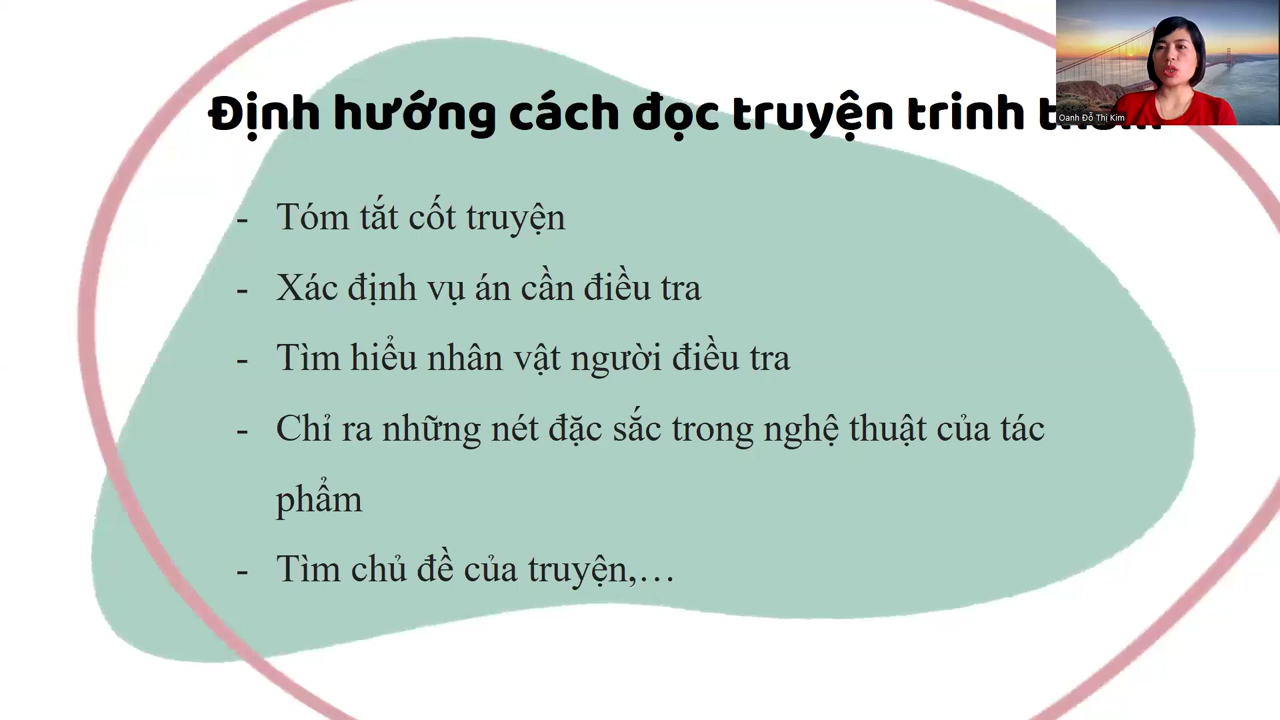 Định hướng cách đọc truyện trinh
Oanh Đỗ Thị Kim
- Tóm tắt cốt truyện
- Xác định vụ án cần điều tra
- Tìm hiểu nhân vật người điều tra
- Chỉ ra những nét đặc sắc trong nghệ thuật của tác
phẩm
- Tìm chủ đề của truyện,…